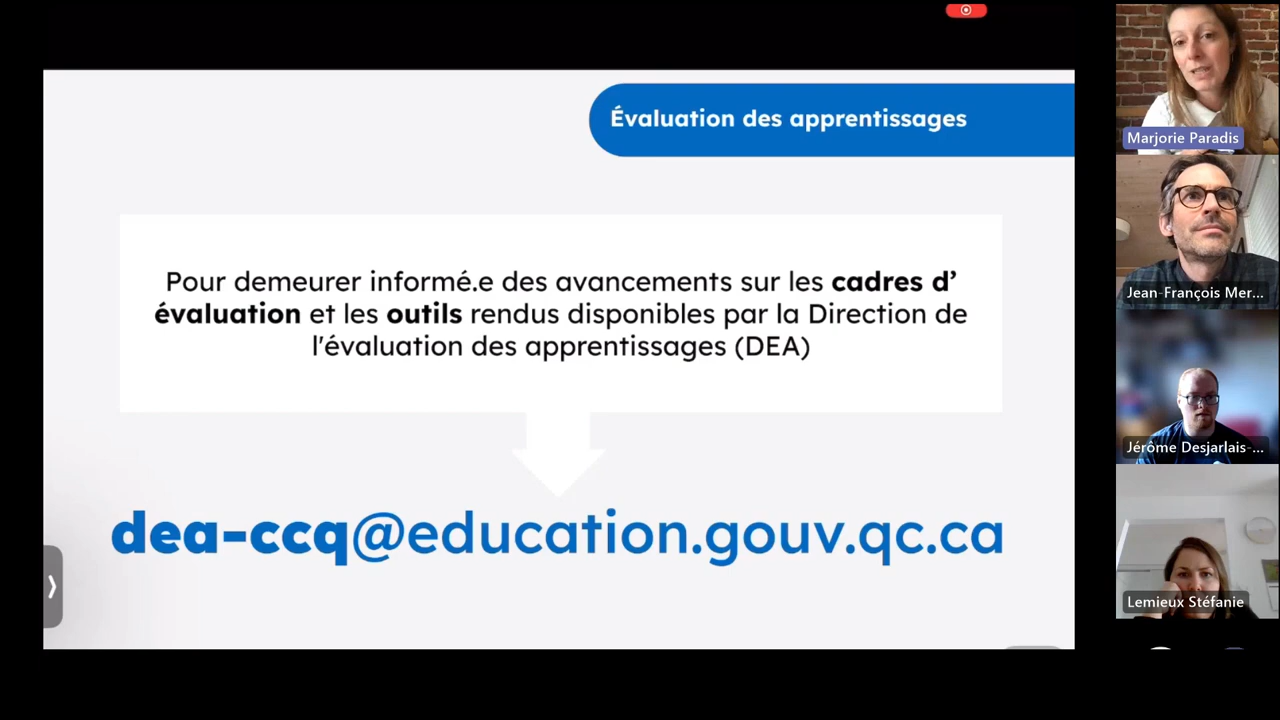 Évaluation des apprentissages
Pour demeurer informé.e des avancements sur les cadres d’
évaluation et les outils rendus disponibles par la Direction de
l'évaluation des apprentissages (DEA)
dea-ccq@education.gouv.qc.ca
Marjorie Paradis
Jean-François Mer...
Jérôme Desjarlais-...
Lemieux Stéfanie